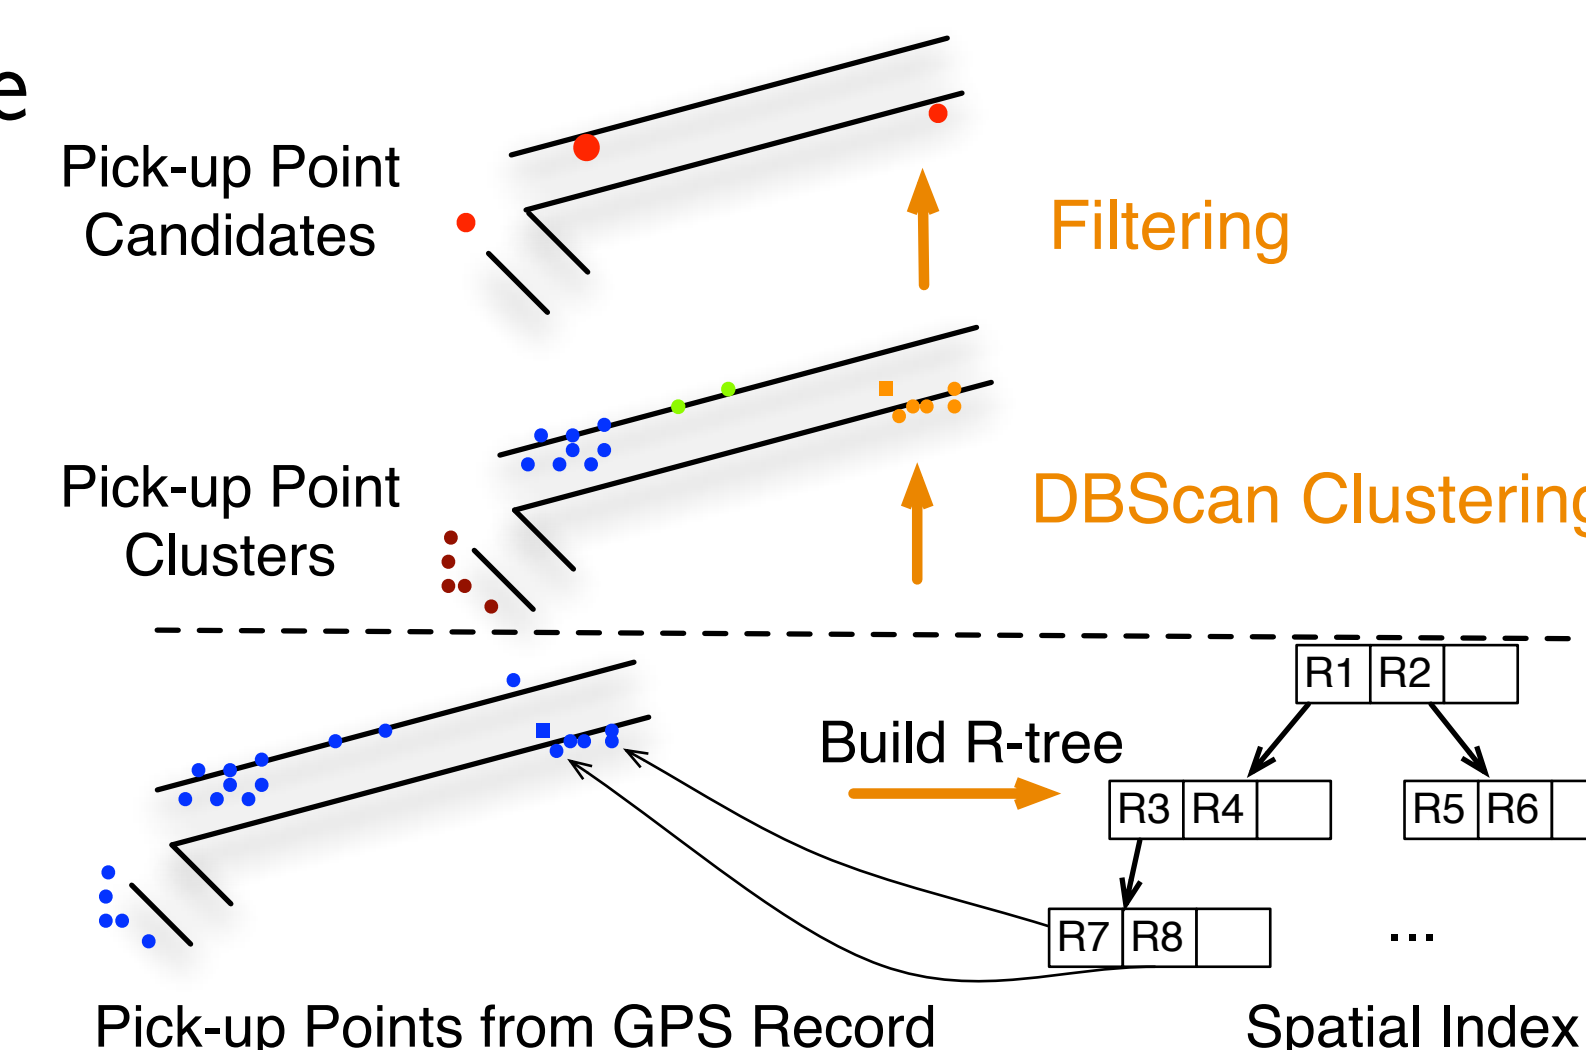 e
Pick-up Point
Candidates
Filtering
Pick-up Point
Clusters
DBScan Clustering
R1 R2
Build R-tree
R3 R4
R5 R6
R7 R8
...
Pick-up Points from GPS Record
Spatial Index